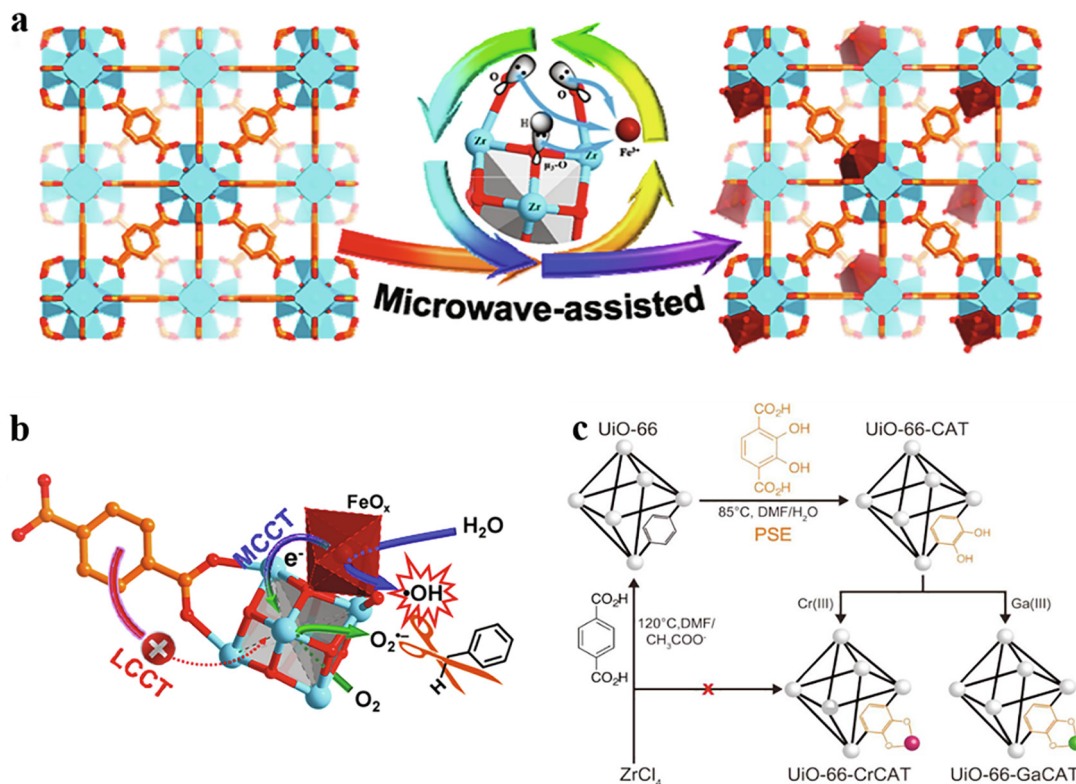 a
O
O
H
Fe³⁺
Zr
Zr
μ₃-O
Zr
Microwave-assisted
b
FeOₓ
H₂O
MCCT
e⁻
•OH
O₂•⁻
LCCT
H
O₂
c
UiO-66
CO₂H
OH
OH
CO₂H
85°C, DMF/H₂O
PSE
UiO-66-CAT
OH
OH
Cr(III)
Ga(III)
CO₂H
CO₂H
120°C,DMF/
CH₃COO⁻
x
O
O
O
O
ZrCl₄
UiO-66-CrCAT
UiO-66-GaCAT